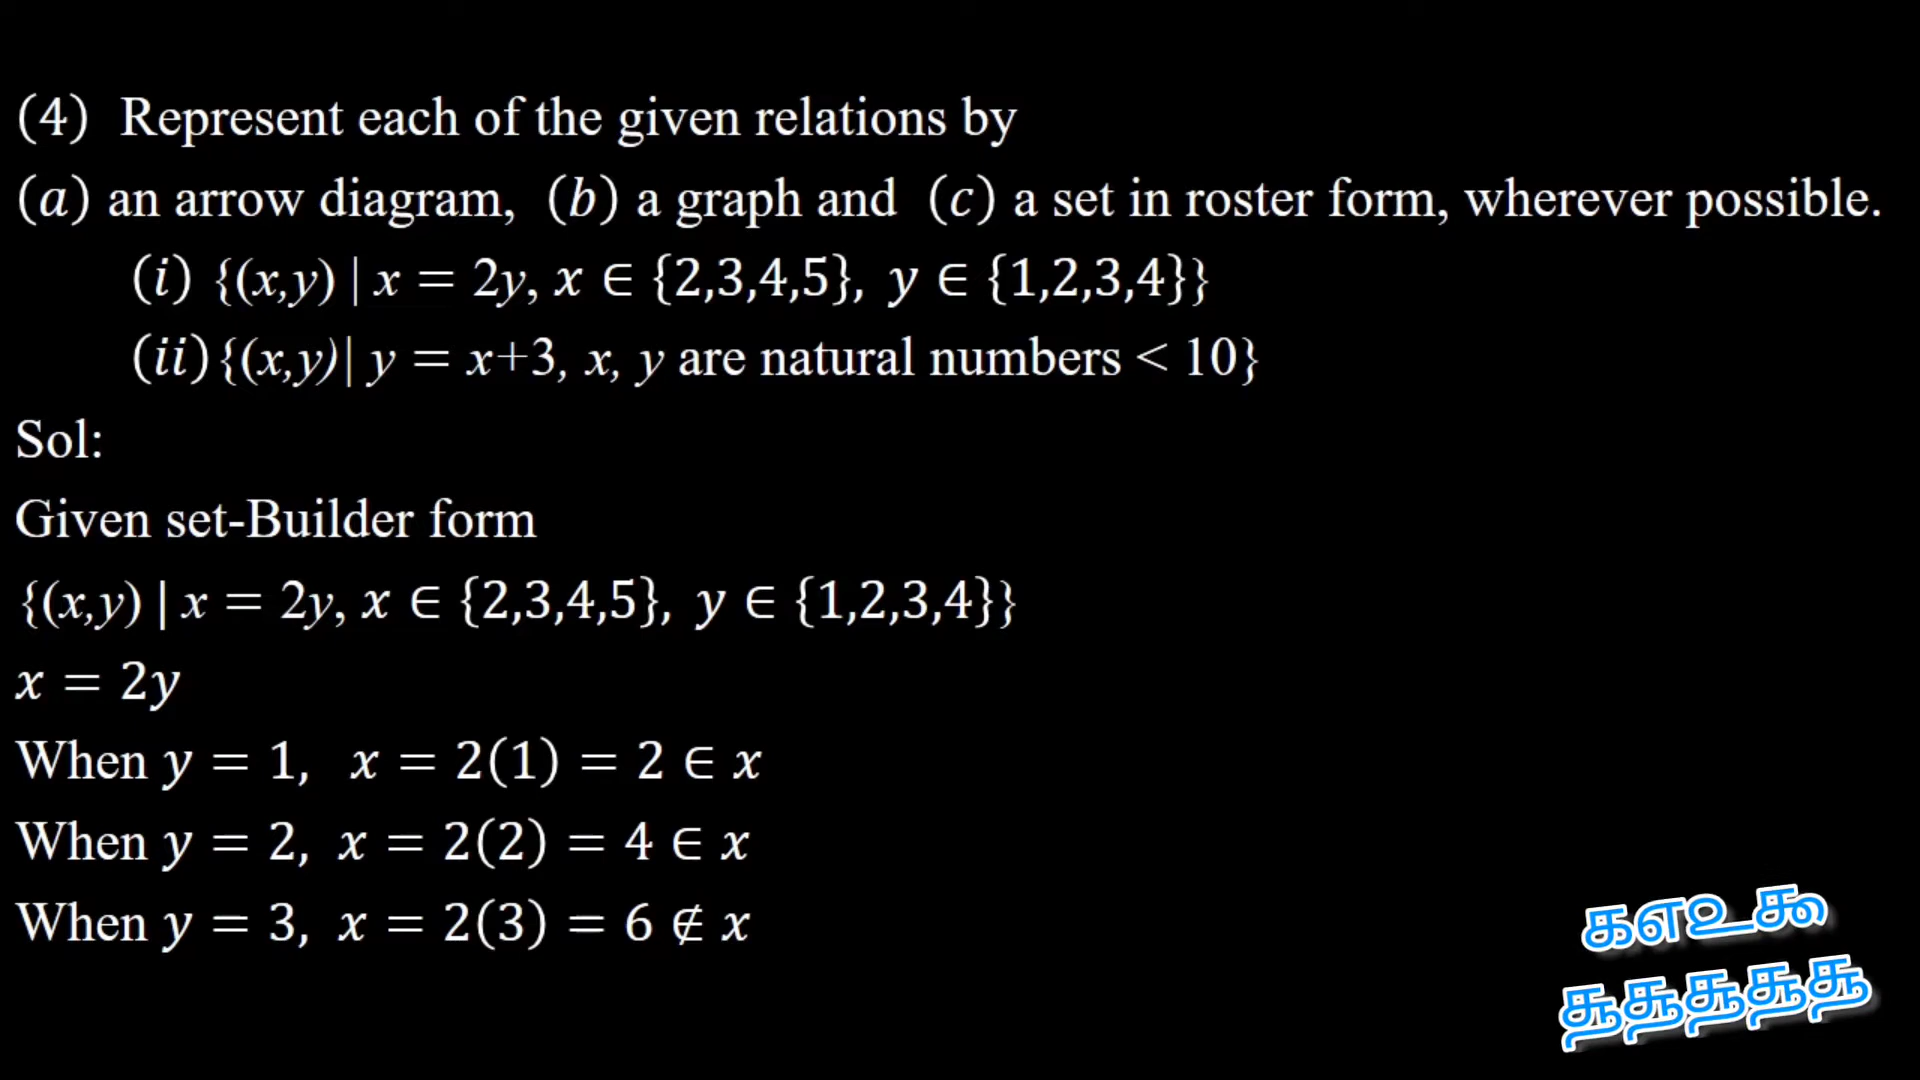 (4) Represent each of the given relations by
(a) an arrow diagram, (b) a graph and (c) a set in roster form, wherever possible.
(i) {(x,y) | x = 2y, x ∈ {2,3,4,5}, y ∈ {1,2,3,4}}
(ii) {(x,y)| y = x+3, x, y are natural numbers < 10}
Sol:
Given set-Builder form
{(x,y) | x = 2y, x ∈ {2,3,4,5}, y ∈ {1,2,3,4}}
x = 2y
When y = 1, x = 2(1) = 2 ∈ x
When y = 2, x = 2(2) = 4 ∈ x
When y = 3, x = 2(3) = 6 ∉ x